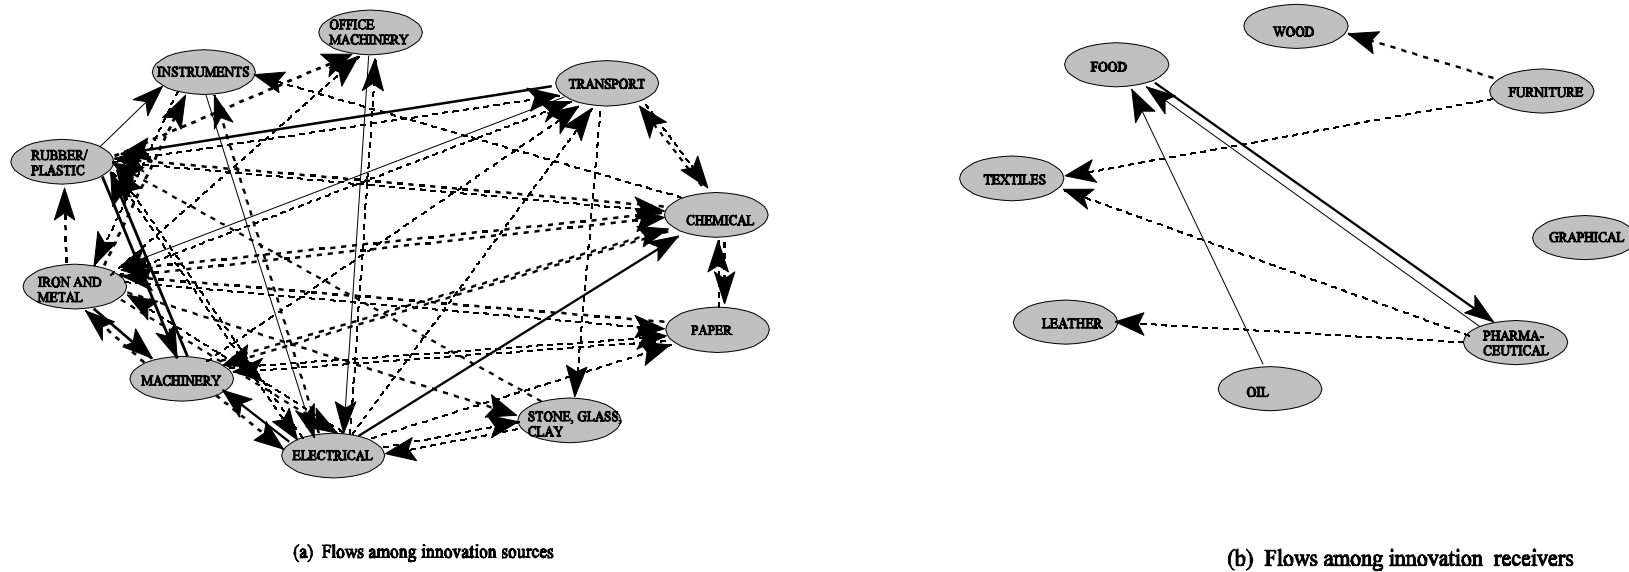 OFFICE
MACHINERY
INSTRUMENTS
TRANSPORT
RUBBER/
PLASTIC
CHEMICAL
IRON AND
METAL
PAPER
MACHINERY
STONE, GLASS,
CLAY
ELECTRICAL
(a) Flows among innovation sources
WOOD
FOOD
FURNITURE
TEXTILES
GRAPHICAL
LEATHER
PHARMA-
CEUTICAL
OIL
(b) Flows among innovation receivers